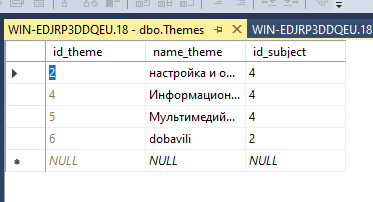 WIN-EDJRP3DDQEU.18 - dbo.Themes WIN-EDJRP3DDQEU.18
id_theme name_theme id_subject
2 настройка и о... 4
4 Информацион... 4
5 Мультимедий... 4
6 dobavili 2
NULL NULL NULL